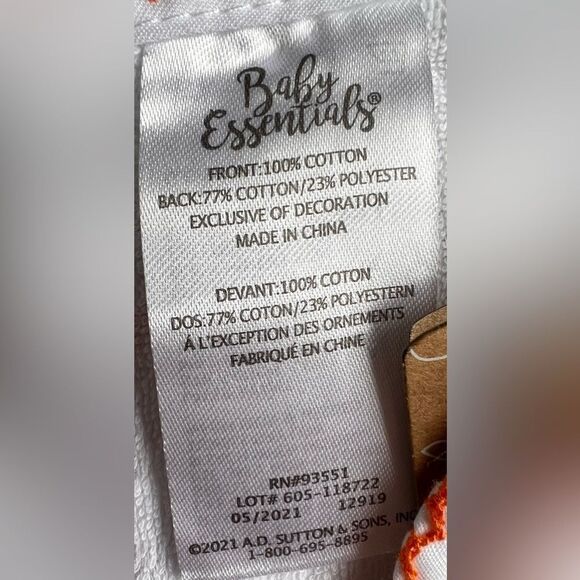 Baby
Essentials®
FRONT:100% COTTON
BACK:77% COTTON/23% POLYESTER
EXCLUSIVE OF DECORATION
MADE IN CHINA
DEVANT:100% COTON
DOS:77% COTON/23% POLYESTERN
À L'EXCEPTION DES ORNEMENTS
FABRIQUÉ EN CHINE
RN#93551
LOT# 605-118722
05/2021 12919
©2021 A.D. SUTTON & SONS, INC
1-800-695-8895